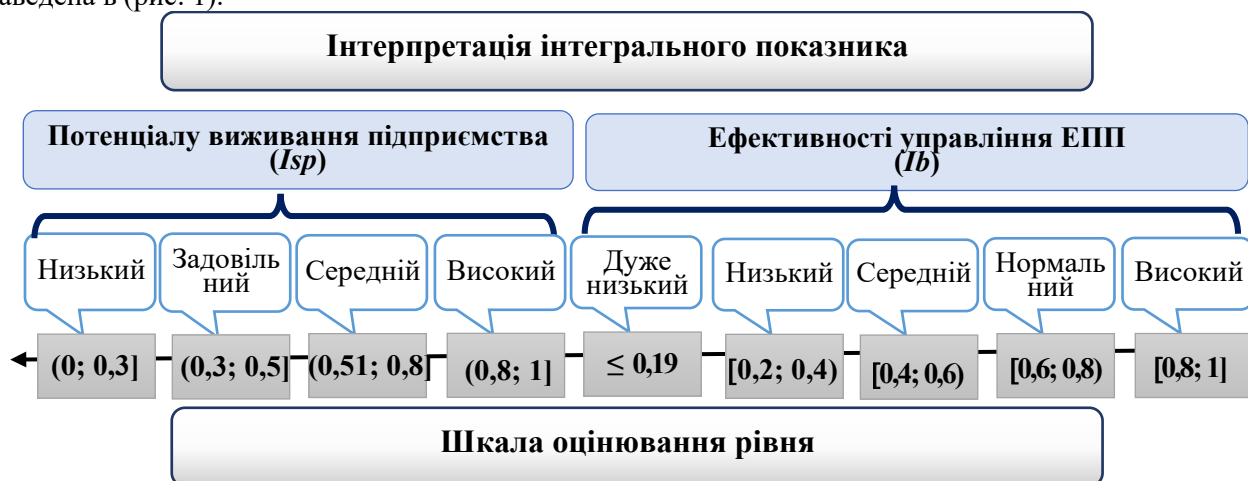 аведена в (рис. 1).
Інтерпретація інтегрального показника
Потенціалу виживання підприємства
(Isp)
Ефективності управління ЕПП
(Ib)
Низький
Задовіль
ний
Середній
Високий
Дуже
низький
Низький
Середній
Нормаль
ний
Високий
(0; 0,3]
(0,3; 0,5]
(0,51; 0,8]
(0,8; 1]
≤ 0,19
[0,2; 0,4)
[0,4; 0,6)
[0,6; 0,8)
[0,8; 1]
Шкала оцінювання рівня